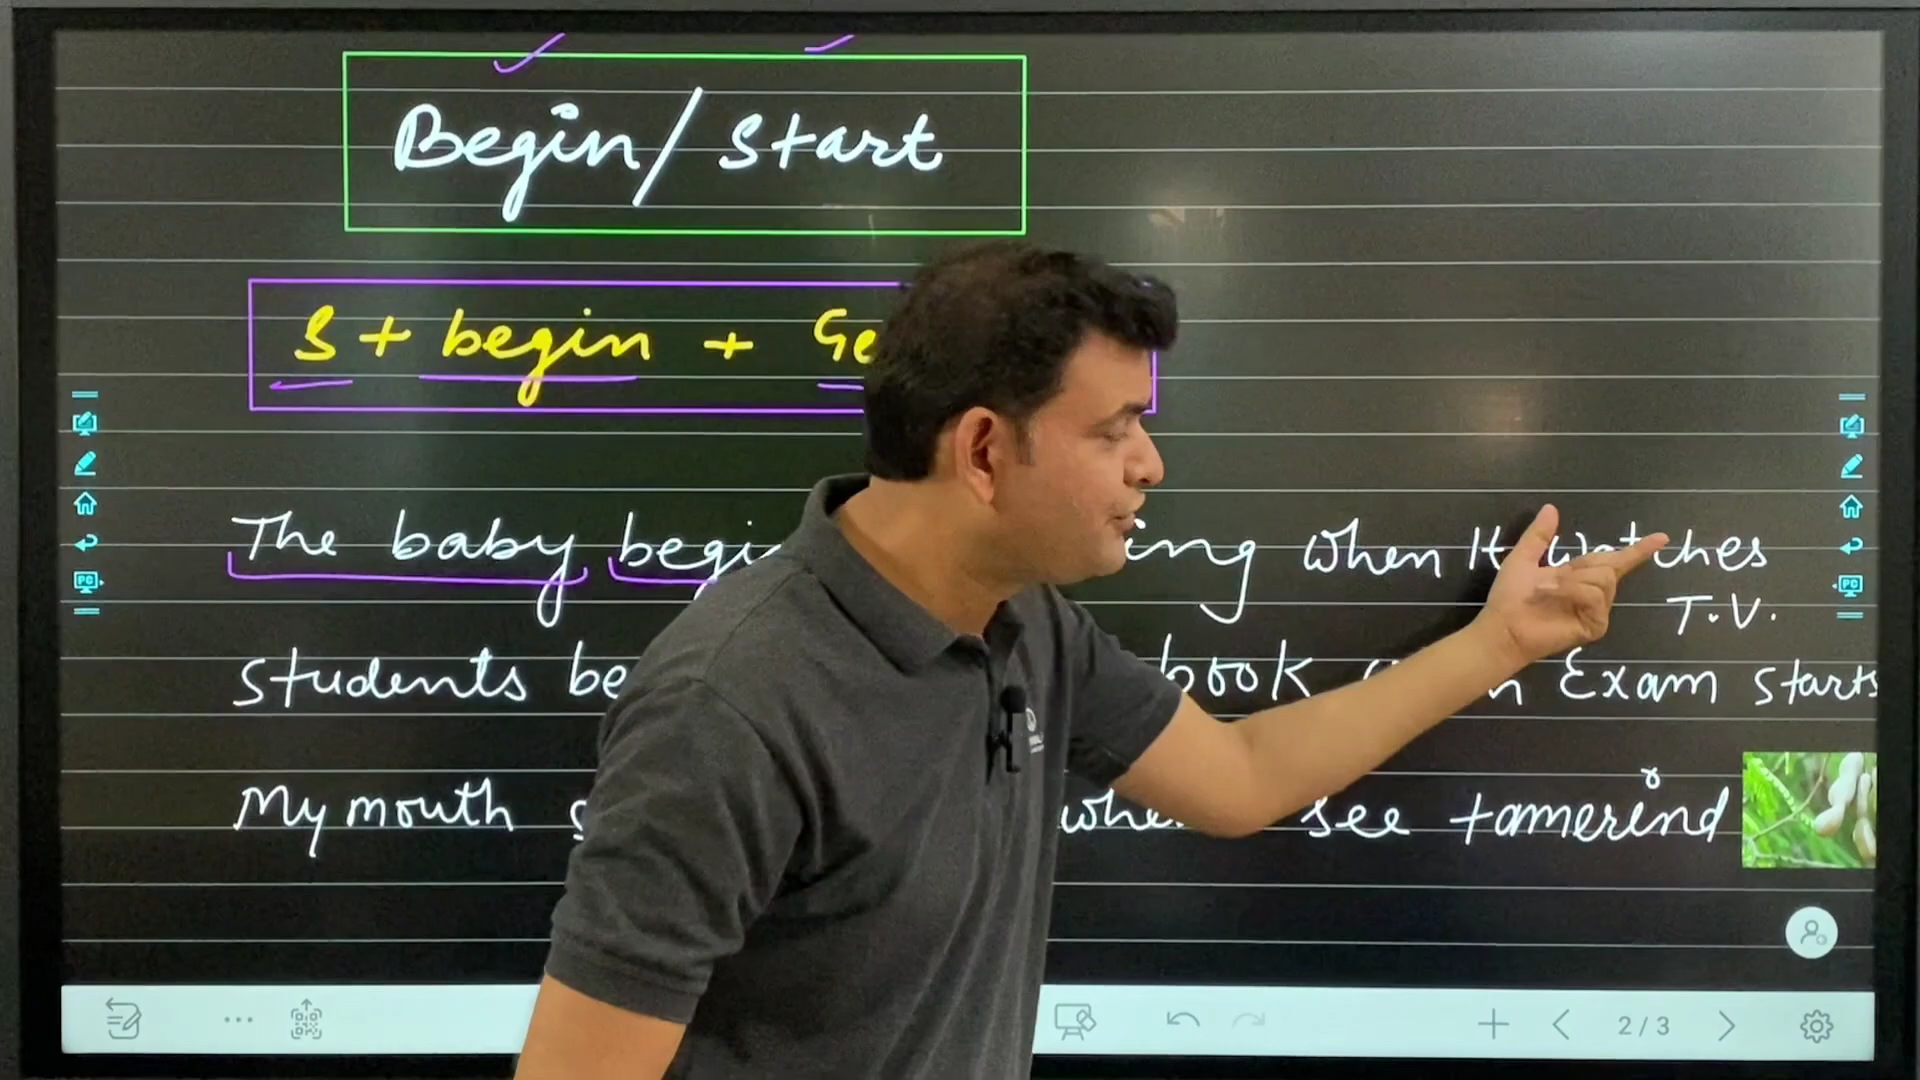 Begin/Start
S + begin + Ge
The baby begi ing when It watches
T.V.
Students be book Exam starts
My mouth see tamerind
2/3